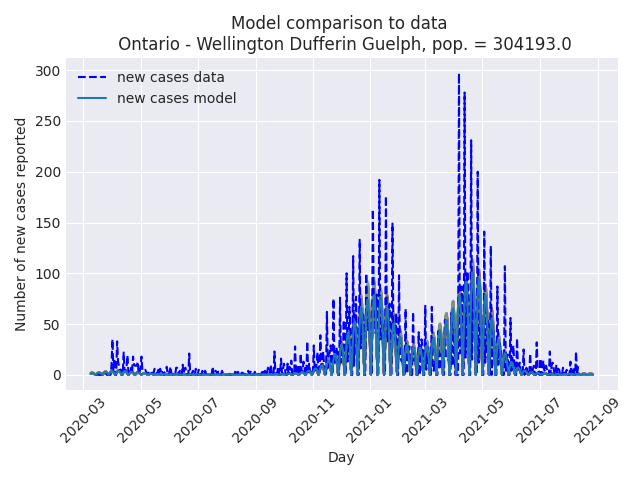 Model comparison to data
Ontario - Wellington Dufferin Guelph, pop. = 304193.0
new cases data
new cases model
Number of new cases reported
300
250
200
150
100
50
0
2020-03
2020-05
2020-07
2020-09
2020-11
2021-01
2021-03
2021-05
2021-07
2021-09
Day